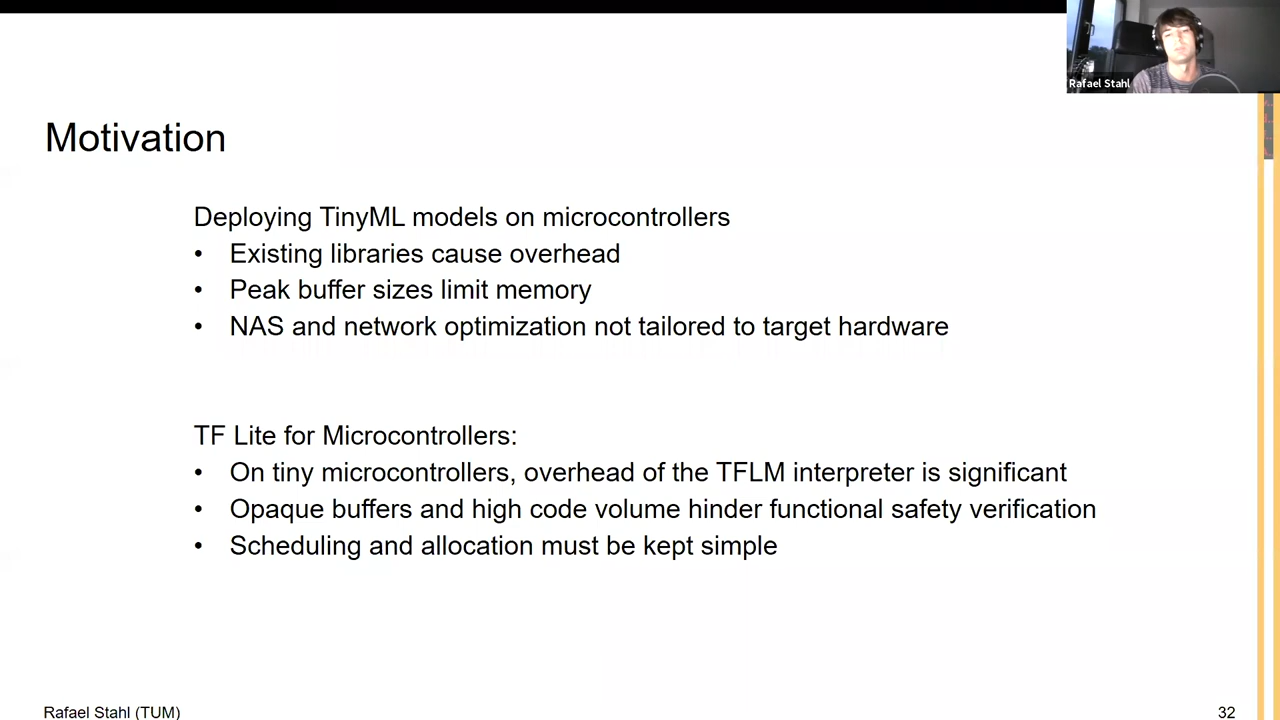 Rafael Stahl
Motivation
Deploying TinyML models on microcontrollers
• Existing libraries cause overhead
• Peak buffer sizes limit memory
• NAS and network optimization not tailored to target hardware
TF Lite for Microcontrollers:
• On tiny microcontrollers, overhead of the TFLM interpreter is significant
• Opaque buffers and high code volume hinder functional safety verification
• Scheduling and allocation must be kept simple
Rafael Stahl (TUM)
32